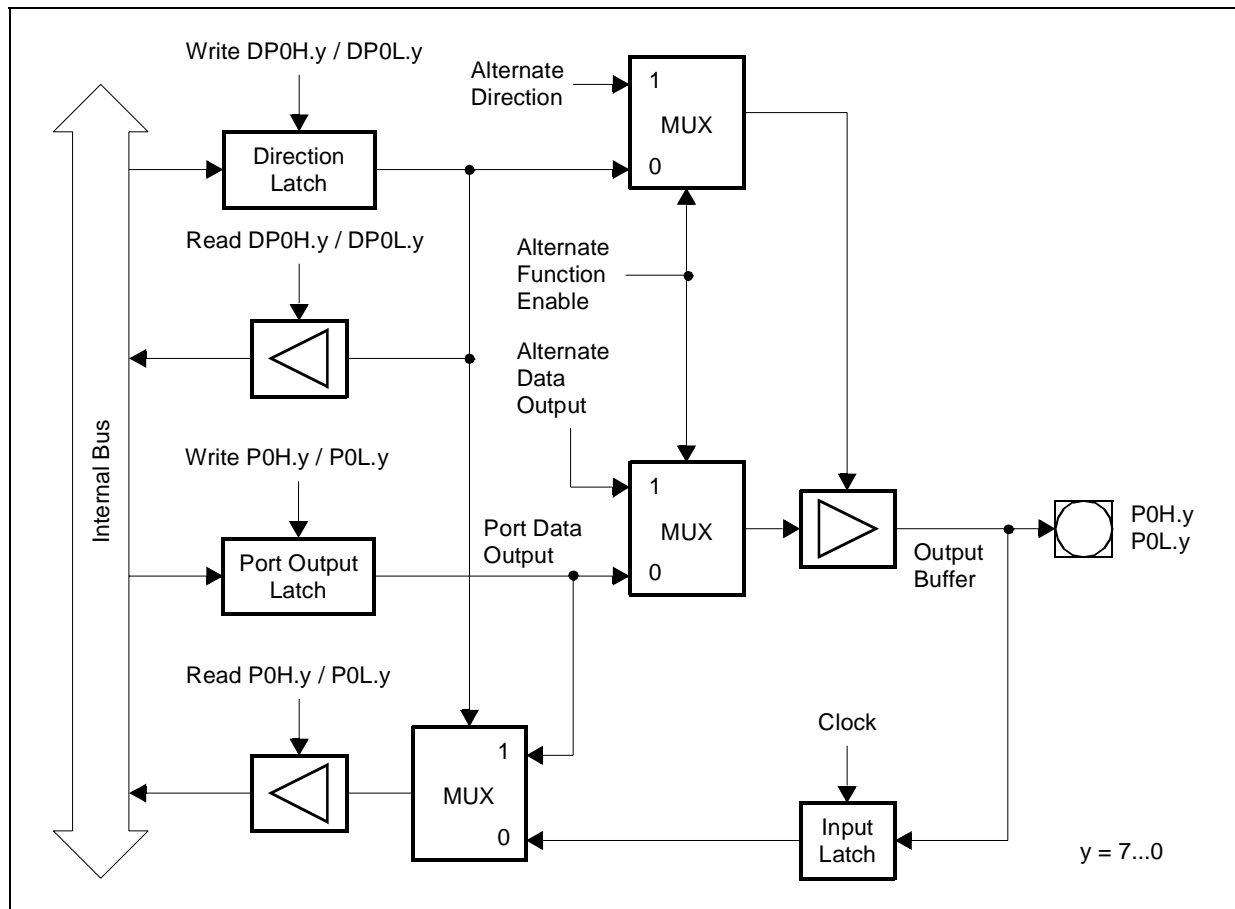 Write DP0H.y / DP0L.y
Alternate
Direction
1
MUX
0
Direction
Latch
Read DP0H.y / DP0L.y
Alternate
Function
Enable
Alternate
Data
Output
Internal Bus
Write P0H.y / P0L.y
Port Data
Output
1
MUX
0
Port Output
Latch
Output
Buffer
P0H.y
P0L.y
Read P0H.y / P0L.y
Clock
1
MUX
0
Input
Latch
y = 7...0